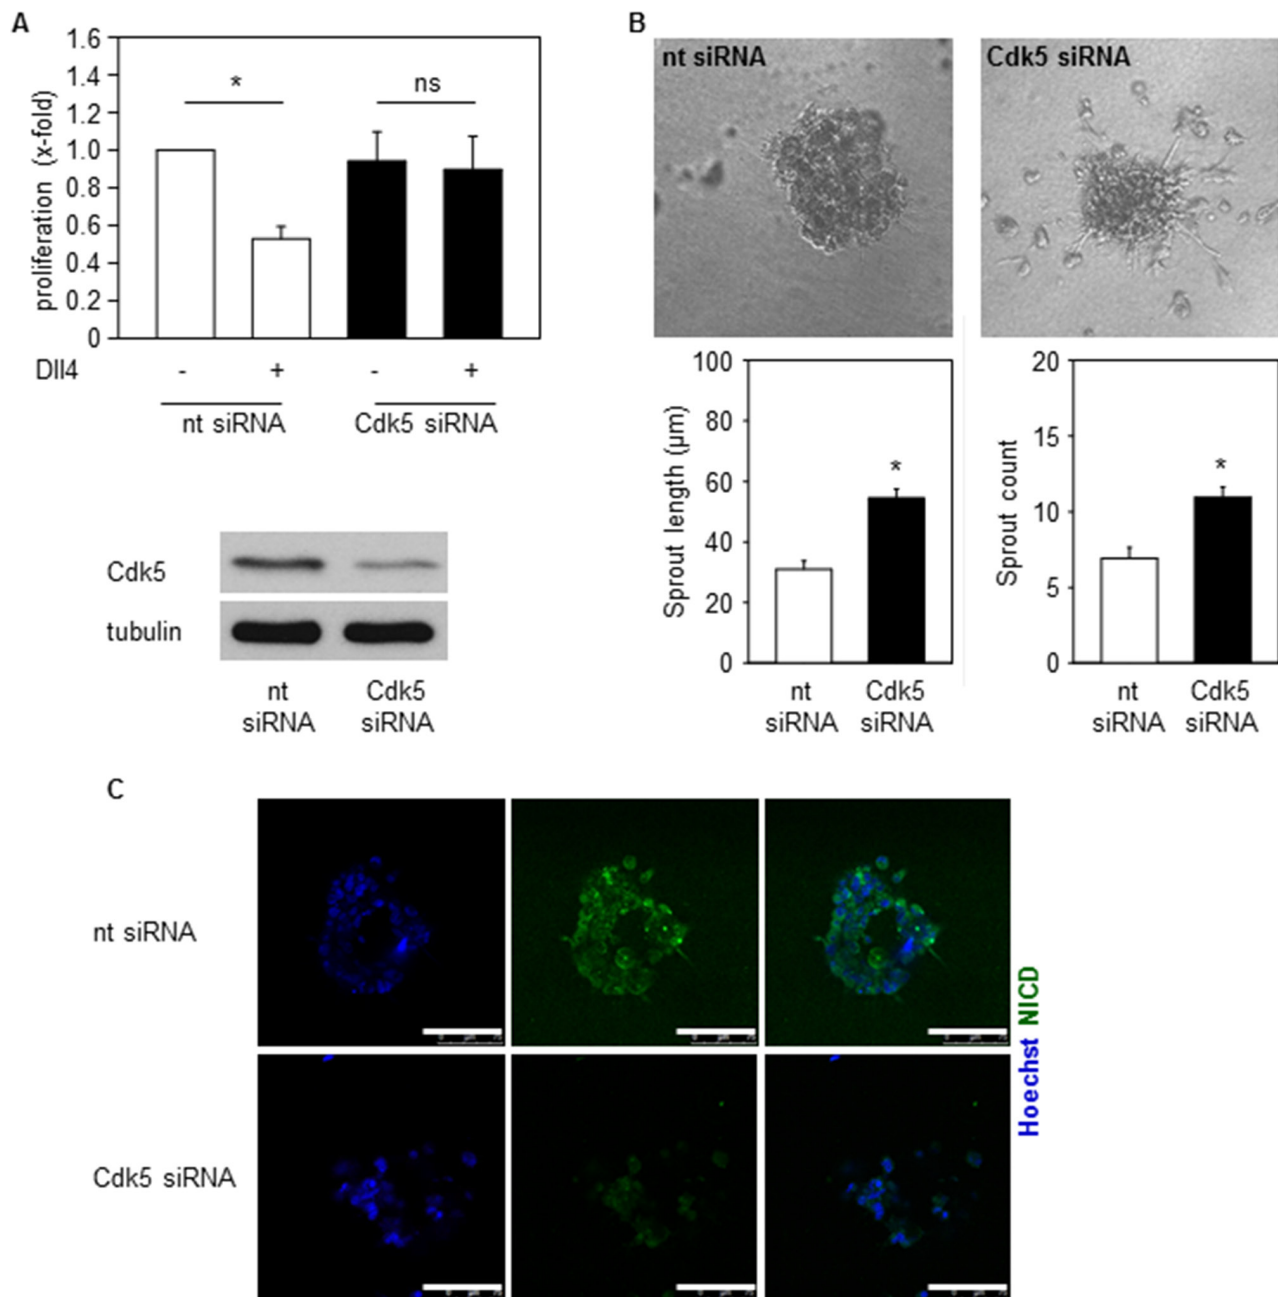 A
1.6
1.4
1.2
1.0
0.8
0.6
0.4
0.2
0
proliferation (x-fold)
*
ns
Dll4 - + - +
nt siRNA Cdk5 siRNA
Cdk5
tubulin
nt siRNA
Cdk5 siRNA
B
nt siRNA
Cdk5 siRNA
100
80
60
40
20
0
Sprout length (µm)
*
nt siRNA
Cdk5 siRNA
20
15
10
5
0
Sprout count
*
nt siRNA
Cdk5 siRNA
C
nt siRNA
Cdk5 siRNA
Hoechst NICD